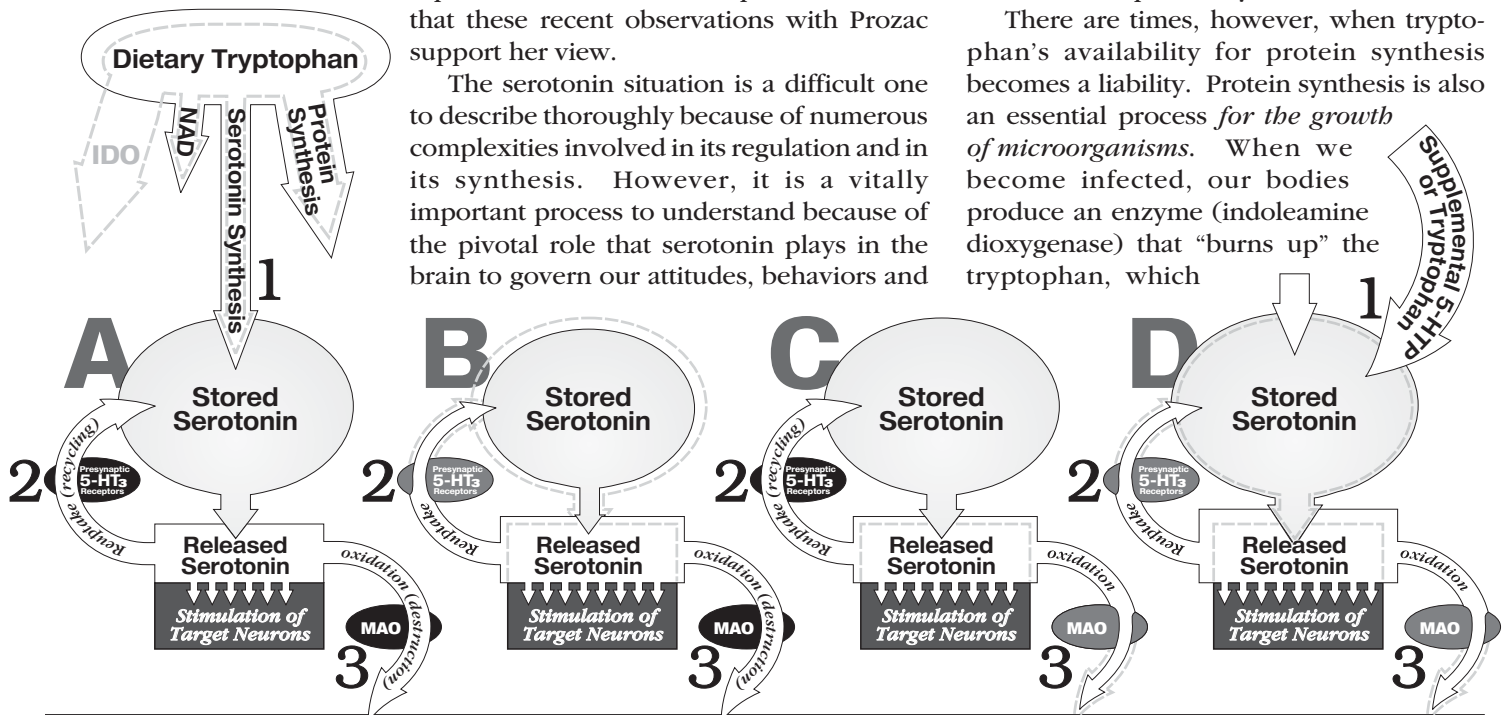 that these recent observations with Prozac
support her view.
The serotonin situation is a difficult one
to describe thoroughly because of numerous
complexities involved in its regulation and in
its synthesis. However, it is a vitally
important process to understand because of
the pivotal role that serotonin plays in the
brain to govern our attitudes, behaviors and
There are times, however, when trypto-
phan’s availability for protein synthesis
becomes a liability. Protein synthesis is also
an essential process for the growth
of microorganisms. When we
become infected, our bodies
produce an enzyme (indoleamine
dioxygenase) that “burns up” the
tryptophan, which
Dietary Tryptophan
IDO
NAD
Serotonin Synthesis
Protein
Synthesis
1
Supplemental 5-HTP
or Tryptophan
1
A
Stored
Serotonin
2
Presynaptic
5-HT3
Receptors
Reuptake (recycling)
Released
Serotonin
oxidation (destruction)
Stimulation of
Target Neurons
MAO
3
B
Stored
Serotonin
2
Presynaptic
5-HT3
Receptors
Reuptake
Released
Serotonin
oxidation (destruction)
Stimulation of
Target Neurons
MAO
3
C
Stored
Serotonin
2
Presynaptic
5-HT3
Receptors
Reuptake (recycling)
Released
Serotonin
oxidation
Stimulation of
Target Neurons
MAO
3
D
Stored
Serotonin
2
Presynaptic
5-HT3
Receptors
Reuptake
Released
Serotonin
oxidation
Stimulation of
Target Neurons
MAO
3